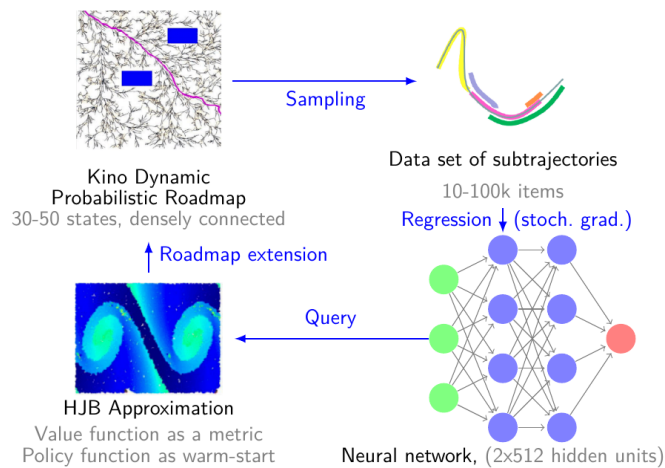 Sampling
Kino Dynamic
Probabilistic Roadmap
30-50 states, densely connected
Data set of subtrajectories
10-100k items
Regression (stoch. grad.)
Roadmap extension
Query
HJB Approximation
Value function as a metric
Policy function as warm-start
Neural network, (2x512 hidden units)